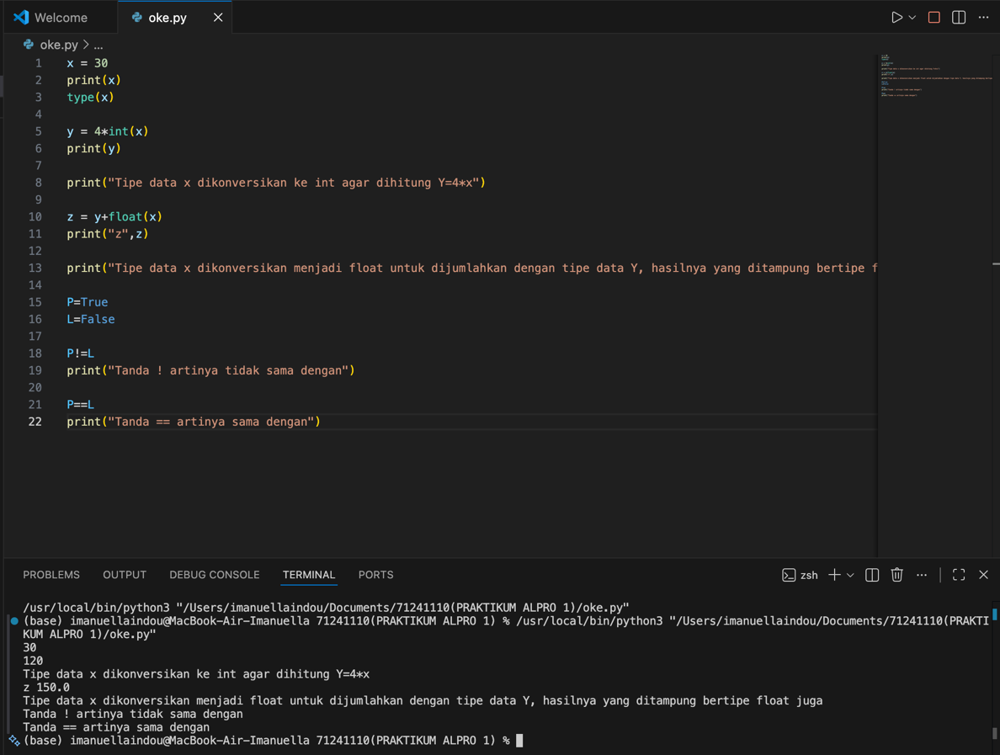 Welcome
oke.py
oke.py > ...
1 x = 30
2 print(x)
3 type(x)
4
5 y = 4*int(x)
6 print(y)
7
8 print("Tipe data x dikonversikan ke int agar dihitung Y=4*x")
9
10 z = y+float(x)
11 print("z",z)
12
13 print("Tipe data x dikonversikan menjadi float untuk dijumlahkan dengan tipe data Y, hasilnya yang ditampung bertipe f
14
15 P=True
16 L=False
17
18 P!=L
19 print("Tanda ! artinya tidak sama dengan")
20
21 P==L
22 print("Tanda == artinya sama dengan")
PROBLEMS OUTPUT DEBUG CONSOLE TERMINAL PORTS
zsh
/usr/local/bin/python3 "/Users/imanuellaindou/Documents/71241110(PRAKTIKUM ALPRO 1)/oke.py"
(base) imanuellaindou@MacBook-Air-Imanuella 71241110(PRAKTIKUM ALPRO 1) % /usr/local/bin/python3 "/Users/imanuellaindou/Documents/71241110(PRAKTI
KUM ALPRO 1)/oke.py"
30
120
Tipe data x dikonversikan ke int agar dihitung Y=4*x
z 150.0
Tipe data x dikonversikan menjadi float untuk dijumlahkan dengan tipe data Y, hasilnya yang ditampung bertipe float juga
Tanda ! artinya tidak sama dengan
Tanda == artinya sama dengan
(base) imanuellaindou@MacBook-Air-Imanuella 71241110(PRAKTIKUM ALPRO 1) %